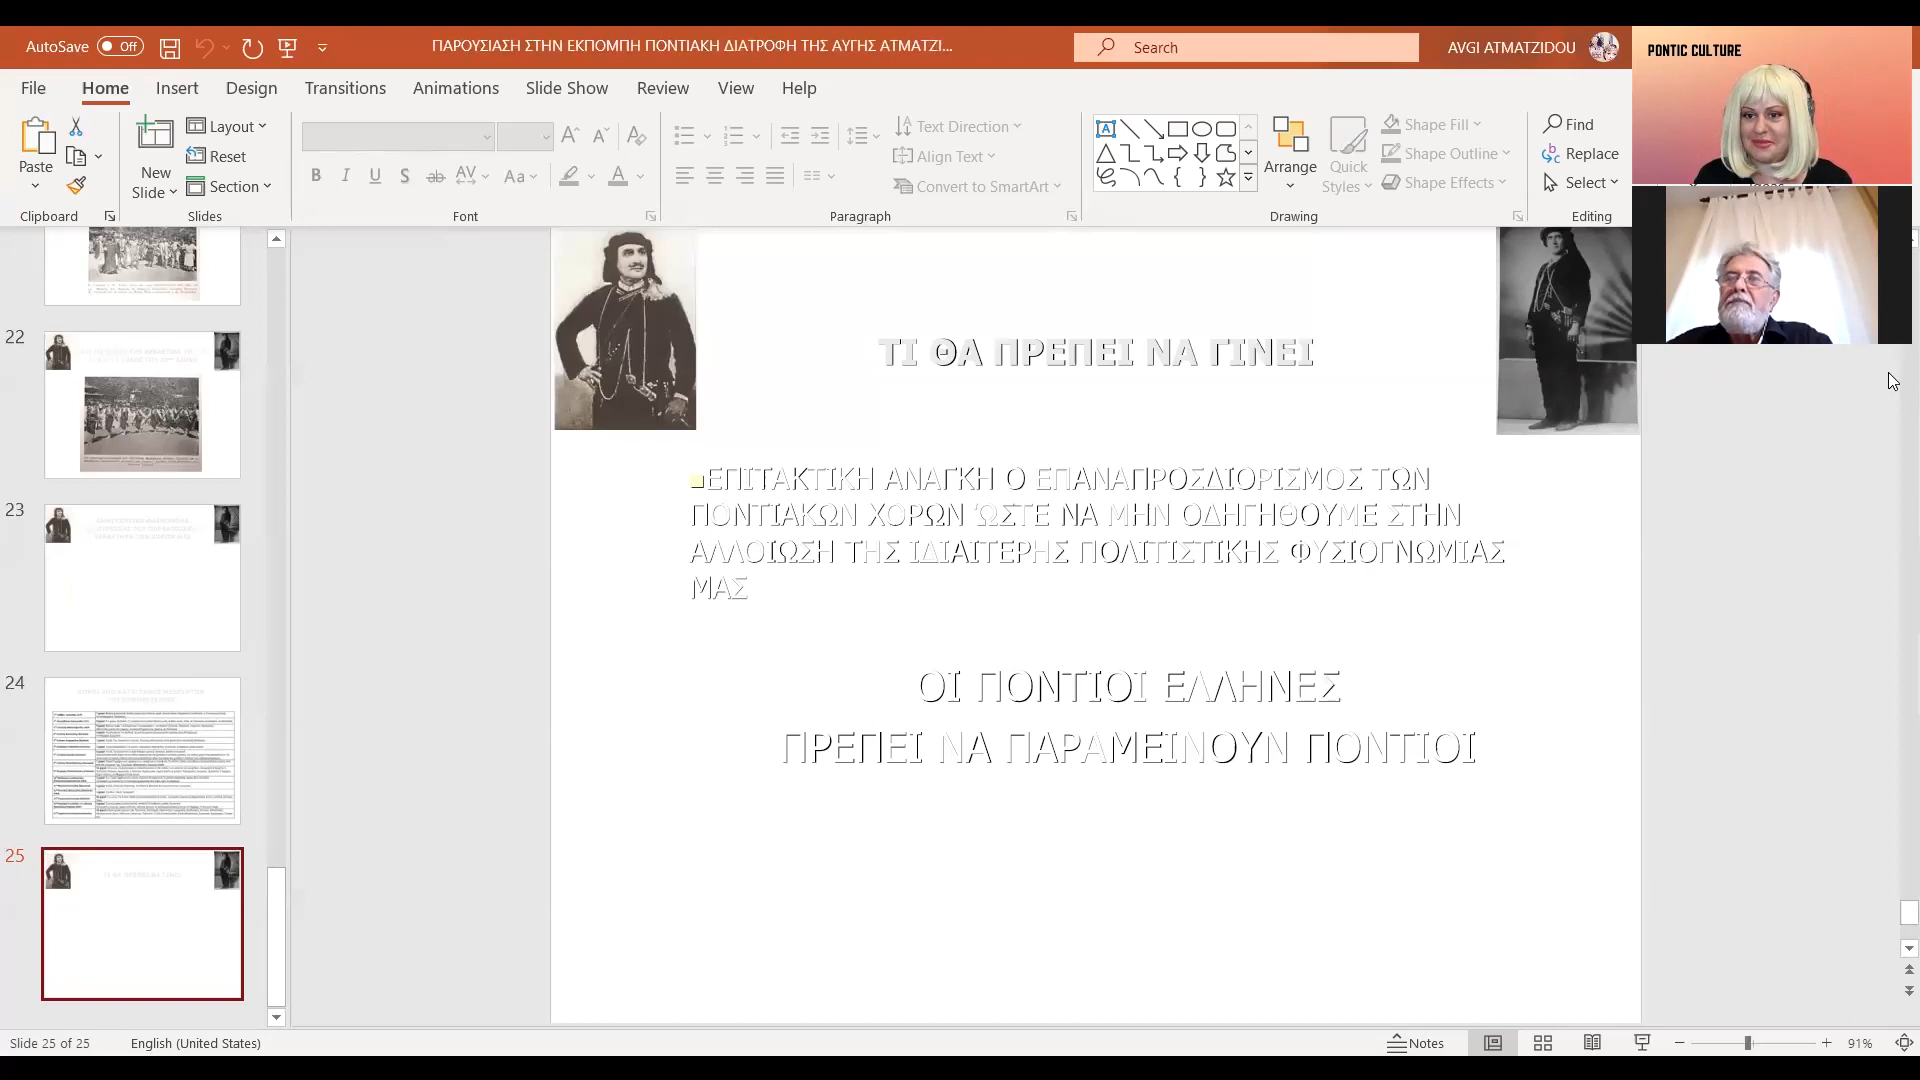 AutoSave Off
ΠΑΡΟΥΣΙΑΣΗ ΣΤΗΝ ΕΚΠΟΜΠΗ ΠΟΝΤΙΑΚΗ ΔΙΑΤΡΟΦΗ ΤΗΣ ΑΥΓΗΣ ΑΤΜΑΤΖΙ...
Search
AVGI ATMATZIDOU
PONTIC CULTURE
File Home Insert Design Transitions Animations Slide Show Review View Help
Paste
Clipboard
New
Slide
Layout
Reset
Section
Slides
Font
Text Direction
Align Text
Convert to SmartArt
Paragraph
Arrange
Quick
Styles
Shape Fill
Shape Outline
Shape Effects
Drawing
Find
Replace
Select
Editing
22
23
24
25
ΤΙ ΘΑ ΠΡΕΠΕΙ ΝΑ ΓΙΝΕΙ
ΕΠΙΤΑΚΤΙΚΗ ΑΝΑΓΚΗ Ο ΕΠΑΝΑΠΡΟΣΔΙΟΡΙΣΜΟΣ ΤΩΝ
ΠΟΝΤΙΑΚΩΝ ΧΟΡΩΝ ΏΣΤΕ ΝΑ ΜΗΝ ΟΔΗΓΗΘΟΥΜΕ ΣΤΗΝ
ΑΛΛΟΙΩΣΗ ΤΗΣ ΙΔΙΑΙΤΕΡΗΣ ΠΟΛΙΤΙΣΤΙΚΗΣ ΦΥΣΙΟΓΝΩΜΙΑΣ
ΜΑΣ
ΟΙ ΠΟΝΤΙΟΙ ΕΛΛΗΝΕΣ
ΠΡΕΠΕΙ ΝΑ ΠΑΡΑΜΕΙΝΟΥΝ ΠΟΝΤΙΟΙ
Slide 25 of 25
English (United States)
Notes
91%